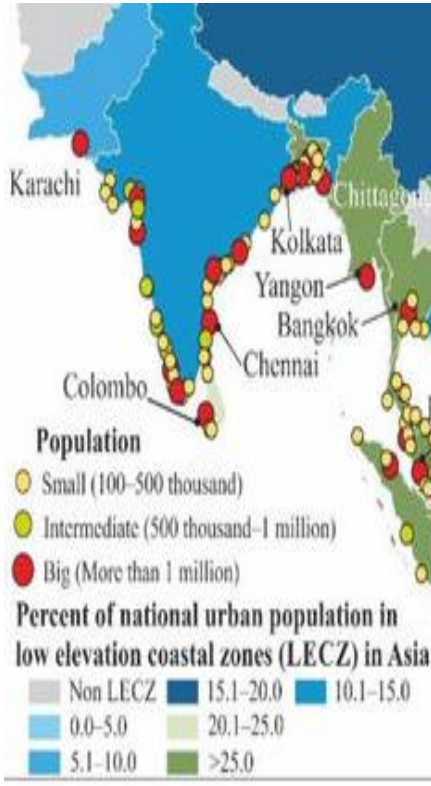 Karachi
Chittagong
Kolkata
Yangon
Bangkok
Chennai
Colombo
Population
Small (100–500 thousand)
Intermediate (500 thousand–1 million)
Big (More than 1 million)
Percent of national urban population in
low elevation coastal zones (LECZ) in Asia
Non LECZ 15.1–20.0 10.1–15.0
0.0–5.0 20.1–25.0
5.1–10.0 >25.0